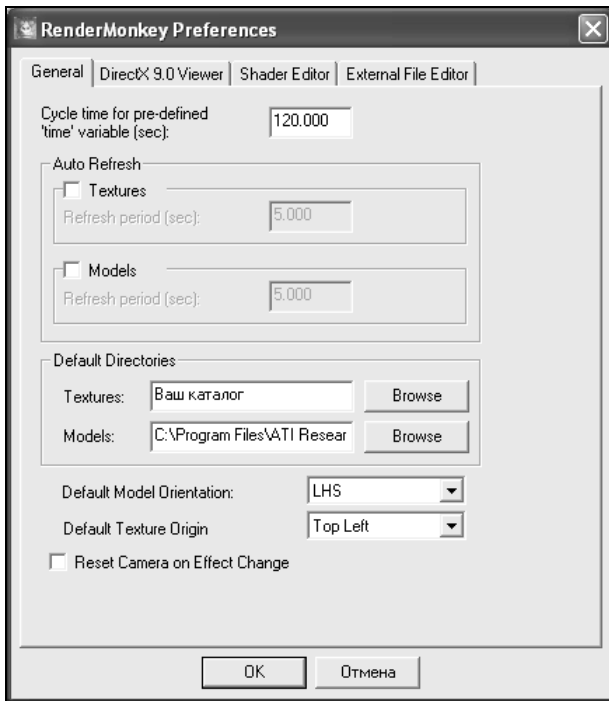 RenderMonkey Preferences
General DirectX 9.0 Viewer Shader Editor External File Editor
Cycle time for pre-defined
'time' variable (sec):
120.000
Auto Refresh
Textures
Refresh period (sec): 5.000
Models
Refresh period (sec): 5.000
Default Directories
Textures: Ваш каталог Browse
Models: C:\Program Files\ATI Resear Browse
Default Model Orientation: LHS
Default Texture Origin Top Left
Reset Camera on Effect Change
OK Отмена